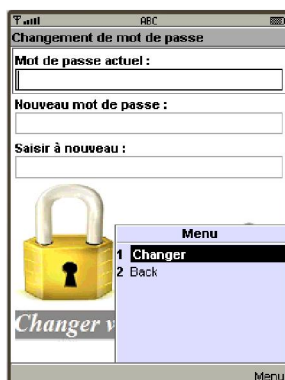 ABC
Changement de mot de passe
Mot de passe actuel :
Nouveau mot de passe :
Saisir à nouveau :
Menu
1 Changer
2 Back
Changer v
Menu